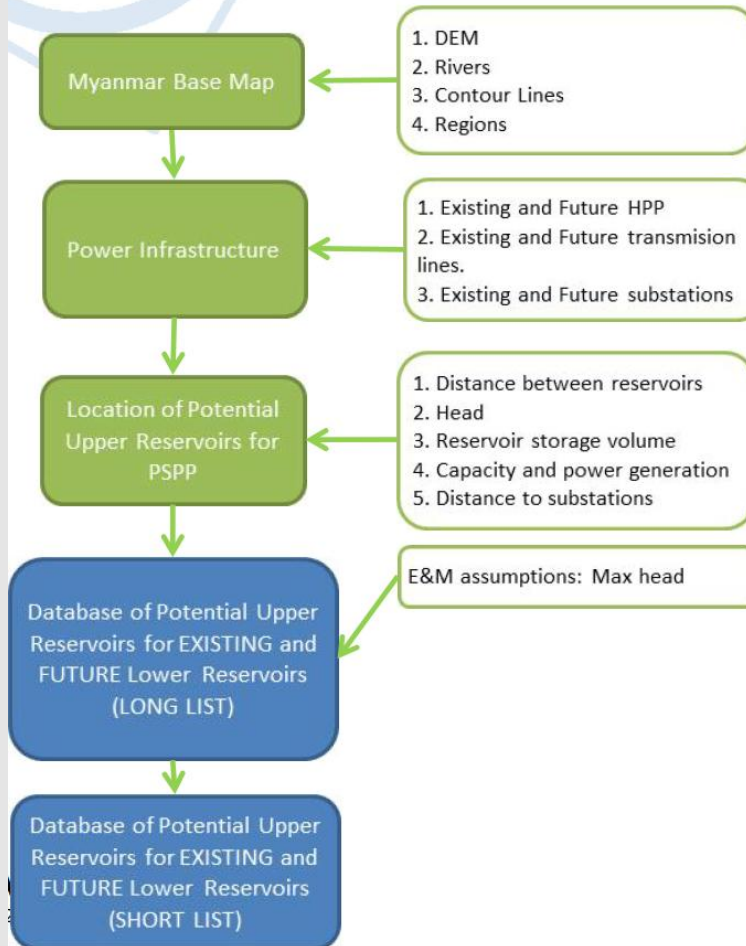 Myanmar Base Map
1. DEM
2. Rivers
3. Contour Lines
4. Regions
Power Infrastructure
1. Existing and Future HPP
2. Existing and Future transmision
lines.
3. Existing and Future substations
Location of Potential
Upper Reservoirs for
PSPP
1. Distance between reservoirs
2. Head
3. Reservoir storage volume
4. Capacity and power generation
5. Distance to substations
E&M assumptions: Max head
Database of Potential Upper
Reservoirs for EXISTING and
FUTURE Lower Reservoirs
(LONG LIST)
Database of Potential Upper
Reservoirs for EXISTING and
FUTURE Lower Reservoirs
(SHORT LIST)